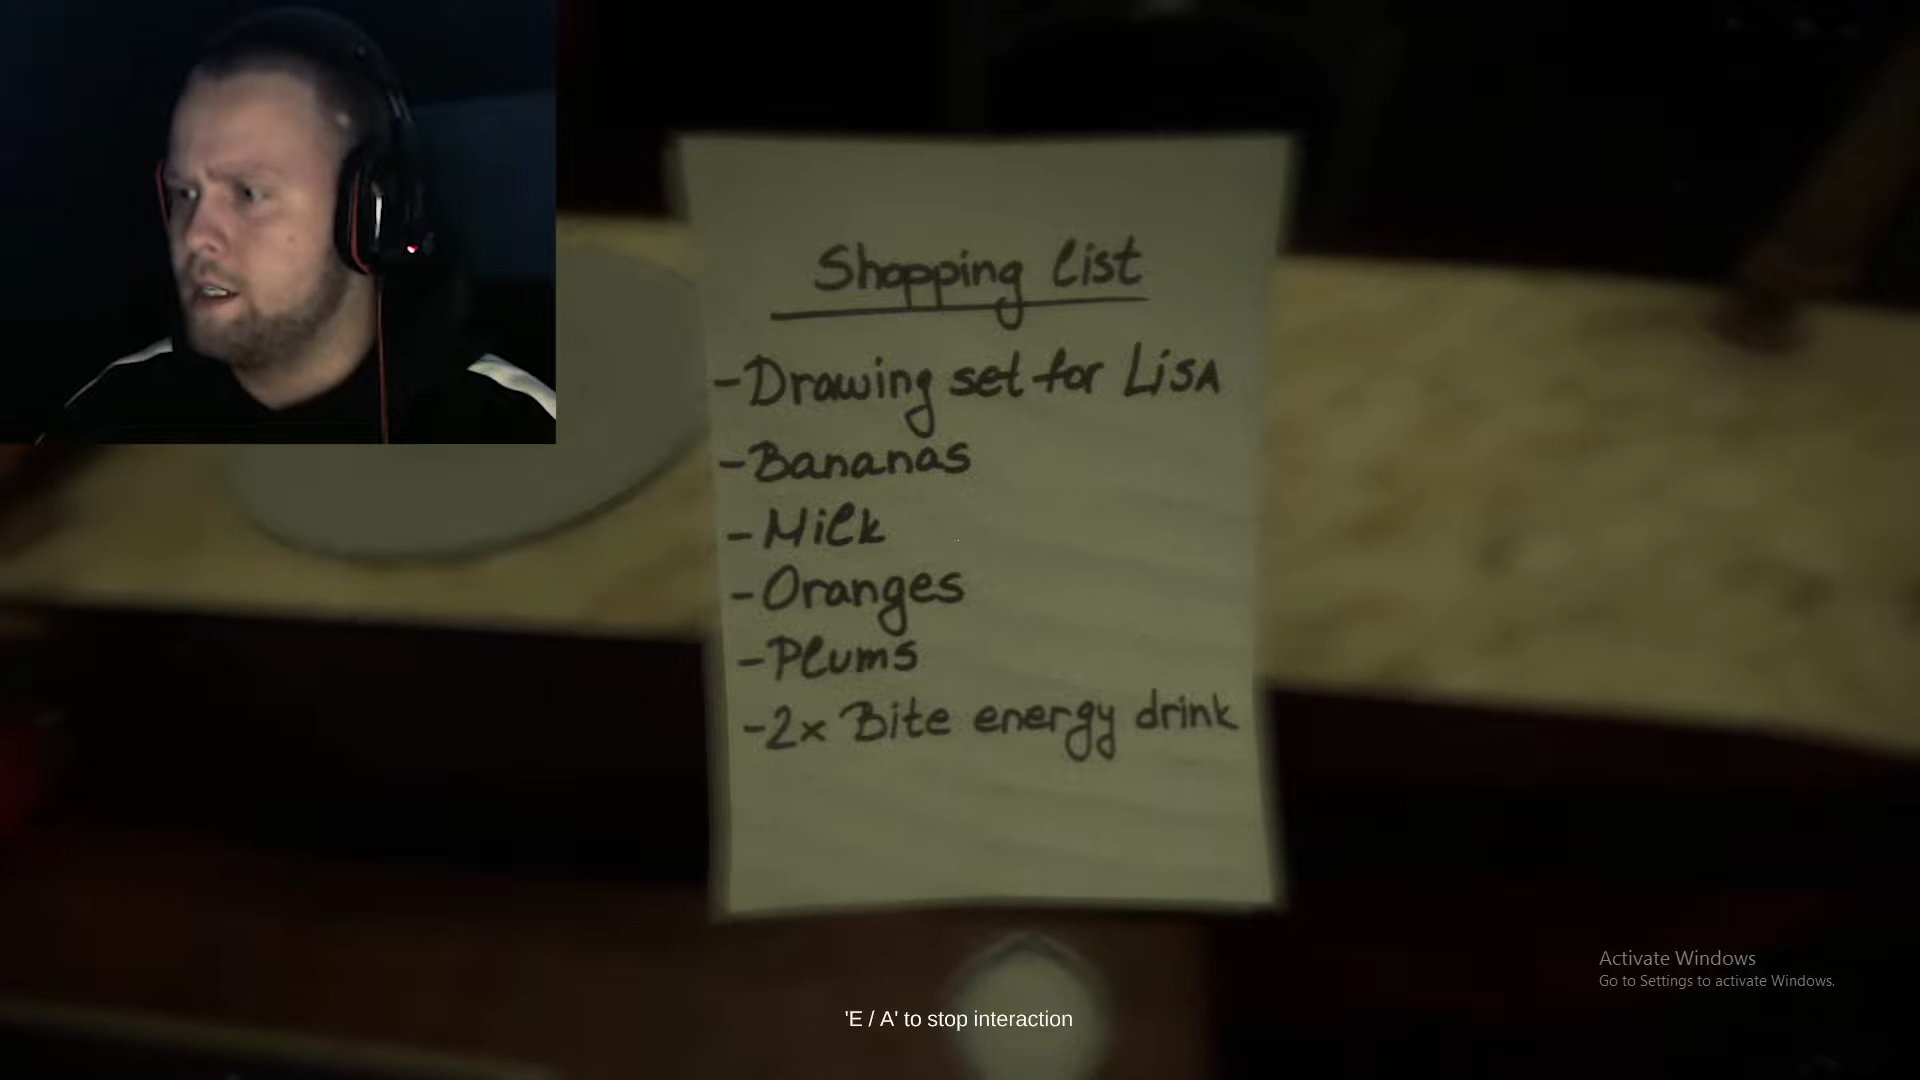 Shopping list
-Drawing set for LisA
-Bananas
-Milk
-Oranges
-Plums
-2x Bite energy drink
Activate Windows
Go to Settings to activate Windows.
'E / A' to stop interaction